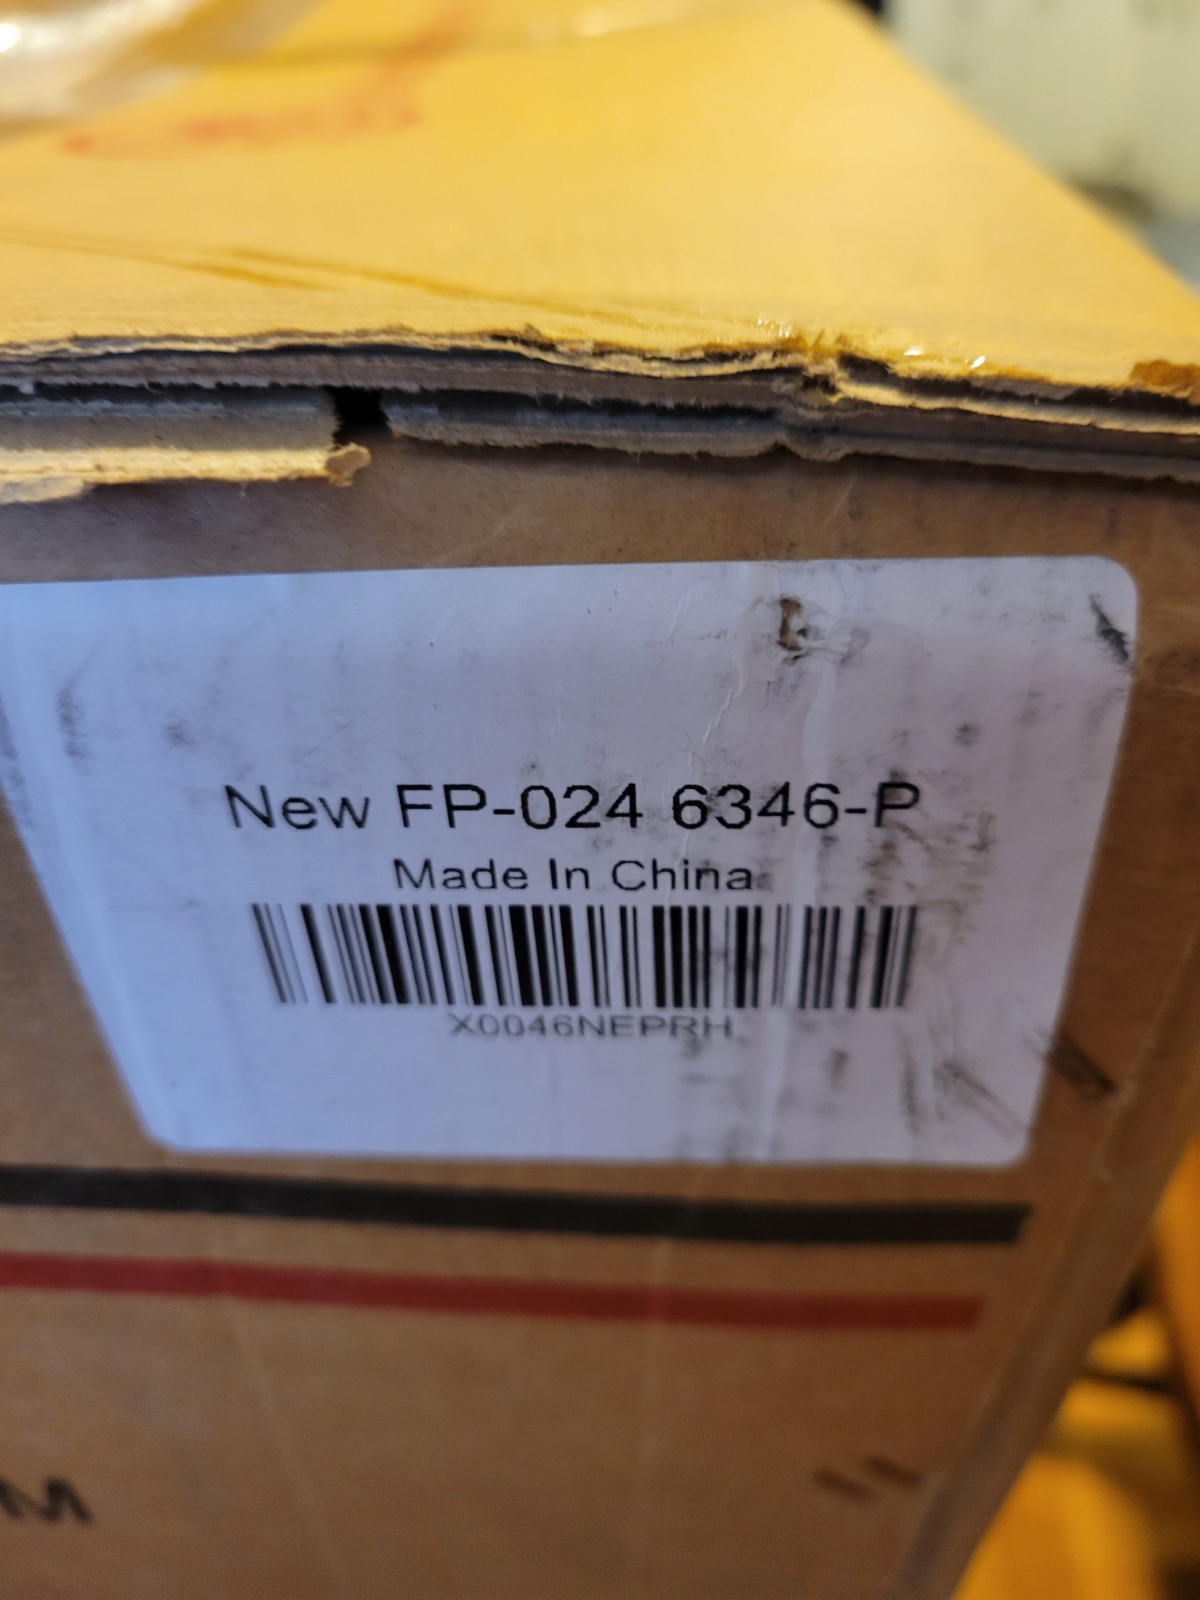 New FP-024 6346-P
Made In China
X0046NEPRH
M